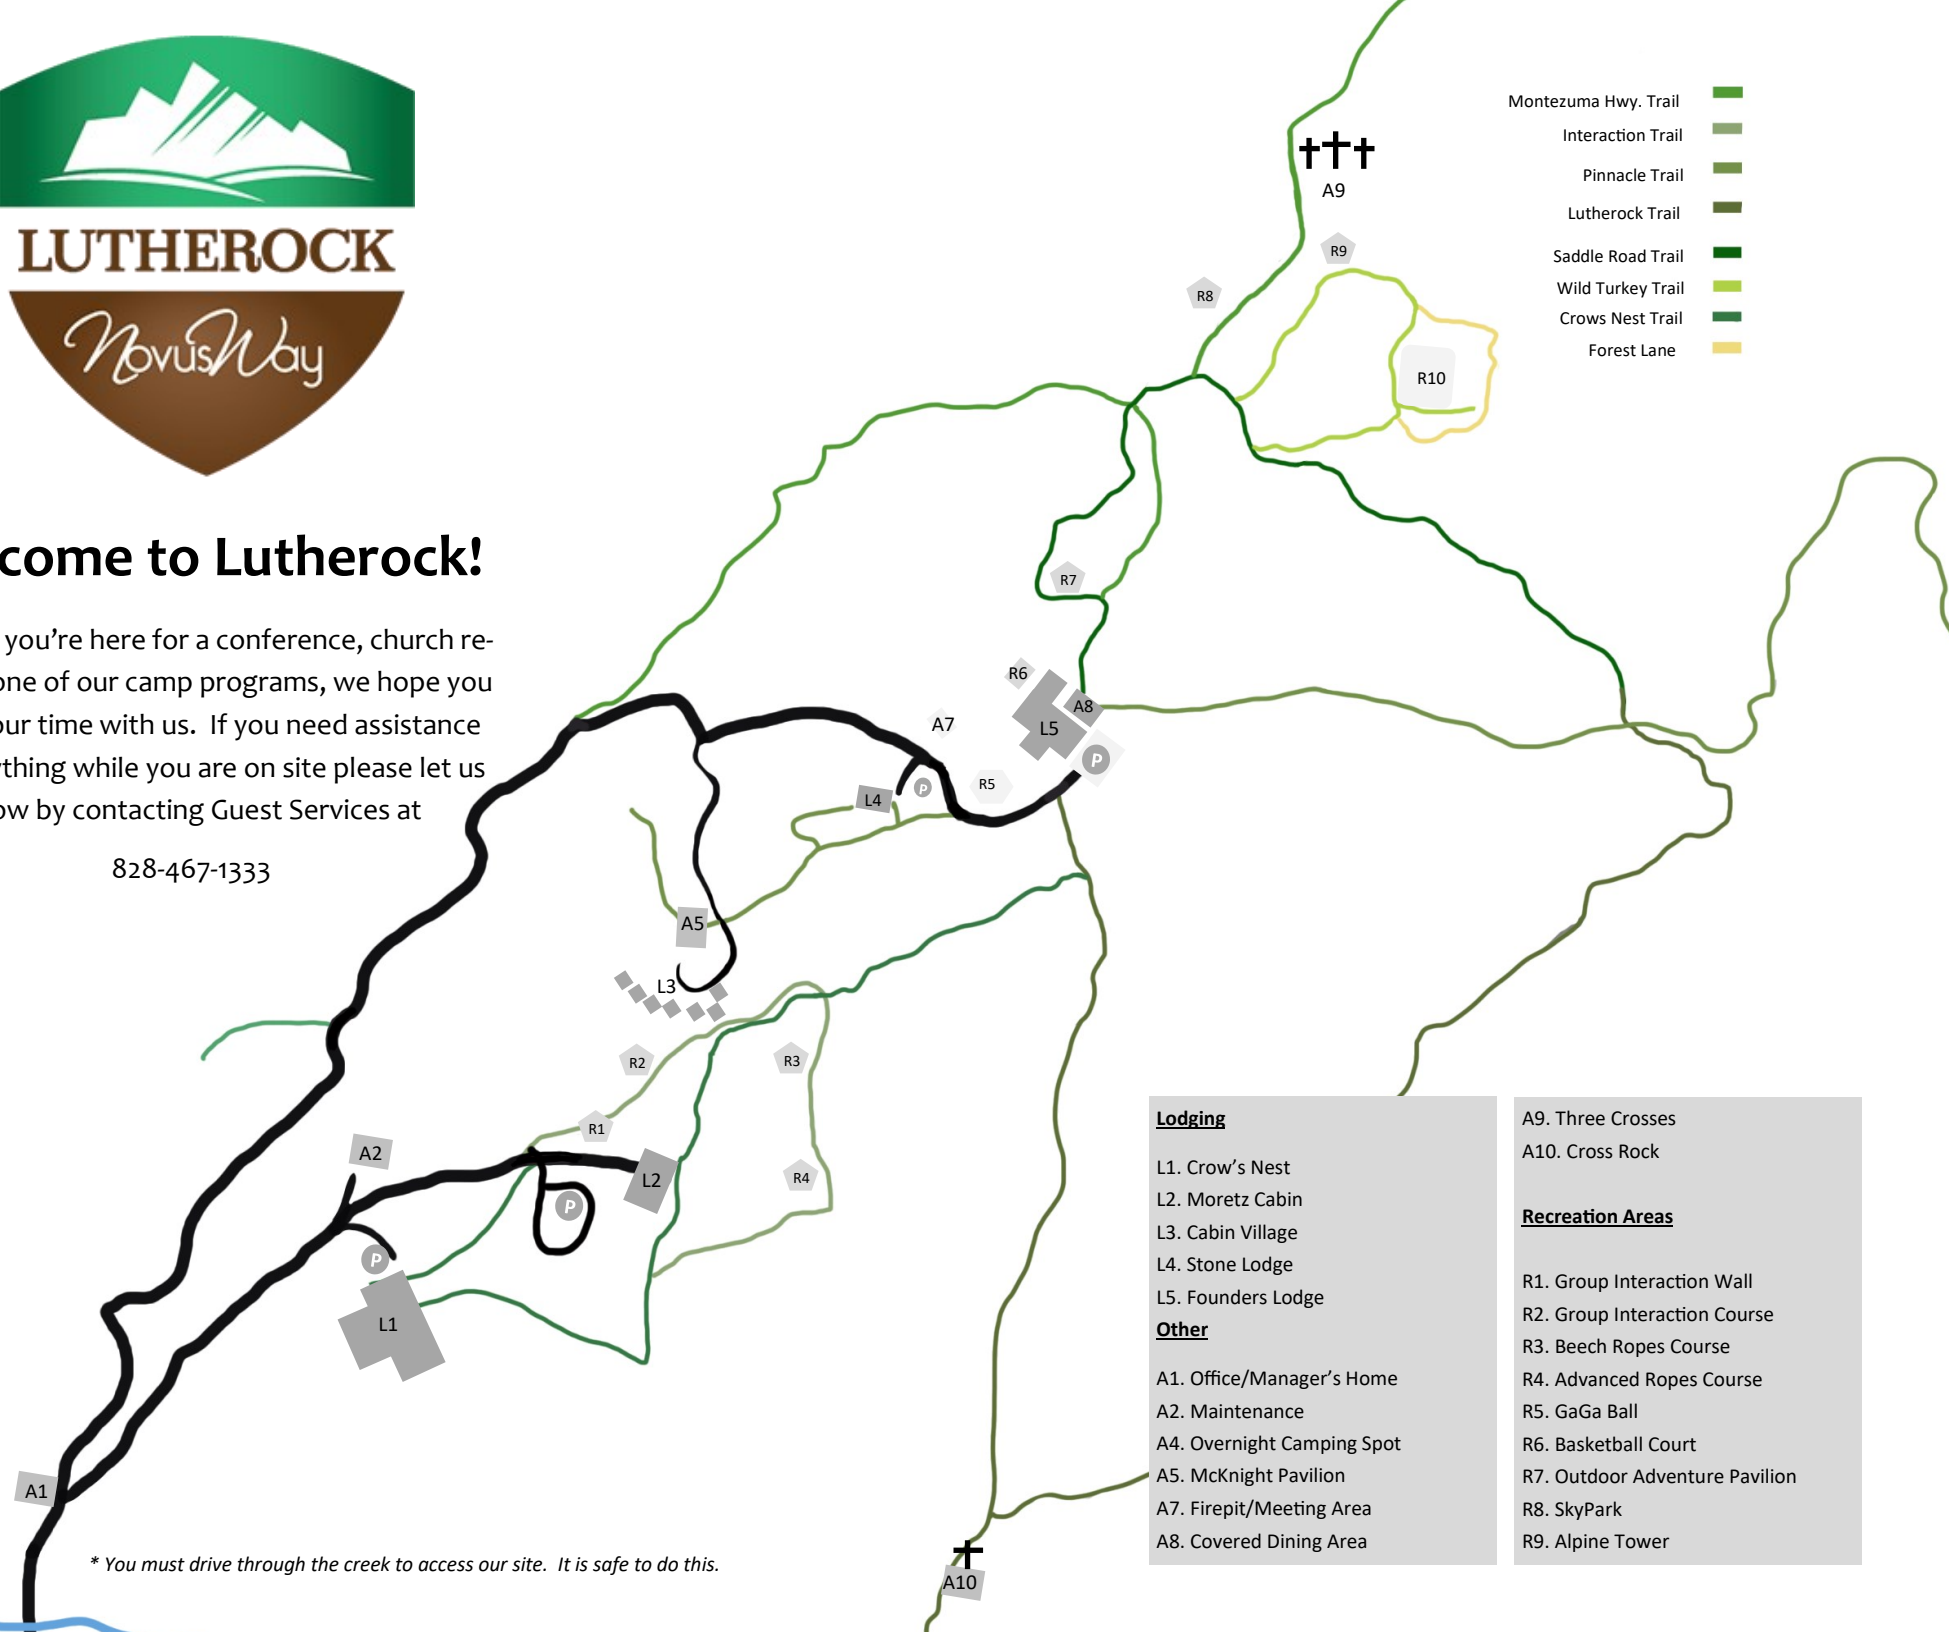 LUTHEROCK
NovusWay
come to Lutherock!
you’re here for a conference, church re-
one of our camp programs, we hope you
our time with us.  If you need assistance
thing while you are on site please let us
ow by contacting Guest Services at
828-467-1333
Montezuma Hwy. Trail
Interaction Trail
Pinnacle Trail
Lutherock Trail
Saddle Road Trail
Wild Turkey Trail
Crows Nest Trail
Forest Lane
A9
R9
R8
R10
R7
R6
A8
A7
L5
P
R5
P
L4
A5
L3
R2
R3
R1
A2
L2
R4
P
P
L1
A1
A10
* You must drive through the creek to access our site.  It is safe to do this.
Lodging
L1. Crow’s Nest
L2. Moretz Cabin
L3. Cabin Village
L4. Stone Lodge
L5. Founders Lodge
Other
A1. Office/Manager’s Home
A2. Maintenance
A4. Overnight Camping Spot
A5. McKnight Pavilion
A7. Firepit/Meeting Area
A8. Covered Dining Area
A9. Three Crosses
A10. Cross Rock
Recreation Areas
R1. Group Interaction Wall
R2. Group Interaction Course
R3. Beech Ropes Course
R4. Advanced Ropes Course
R5. GaGa Ball
R6. Basketball Court
R7. Outdoor Adventure Pavilion
R8. SkyPark
R9. Alpine Tower